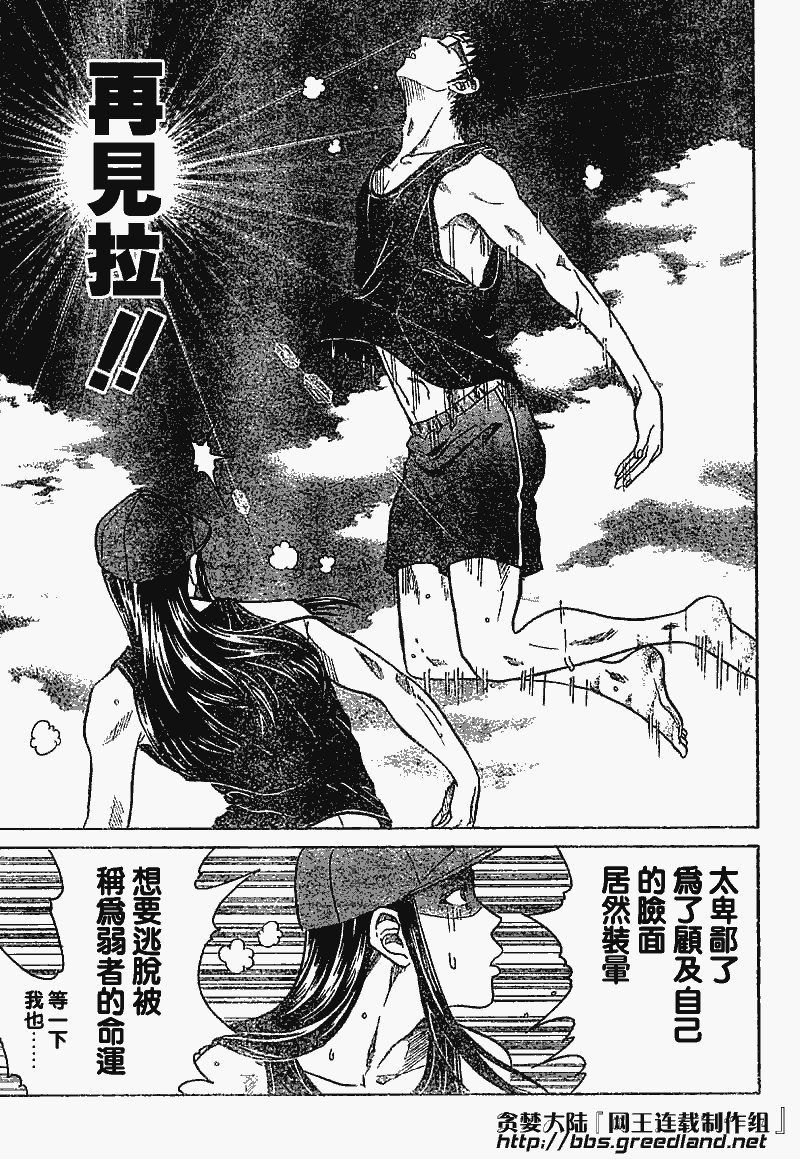 再見拉!!
太卑鄙了
為了顧及自己
的臉面
居然裝暈
想要逃脫被
稱為弱者的命運
等一下
我也……
贪婪大陆『网王连载制作组』
http://bbs.greedland.net